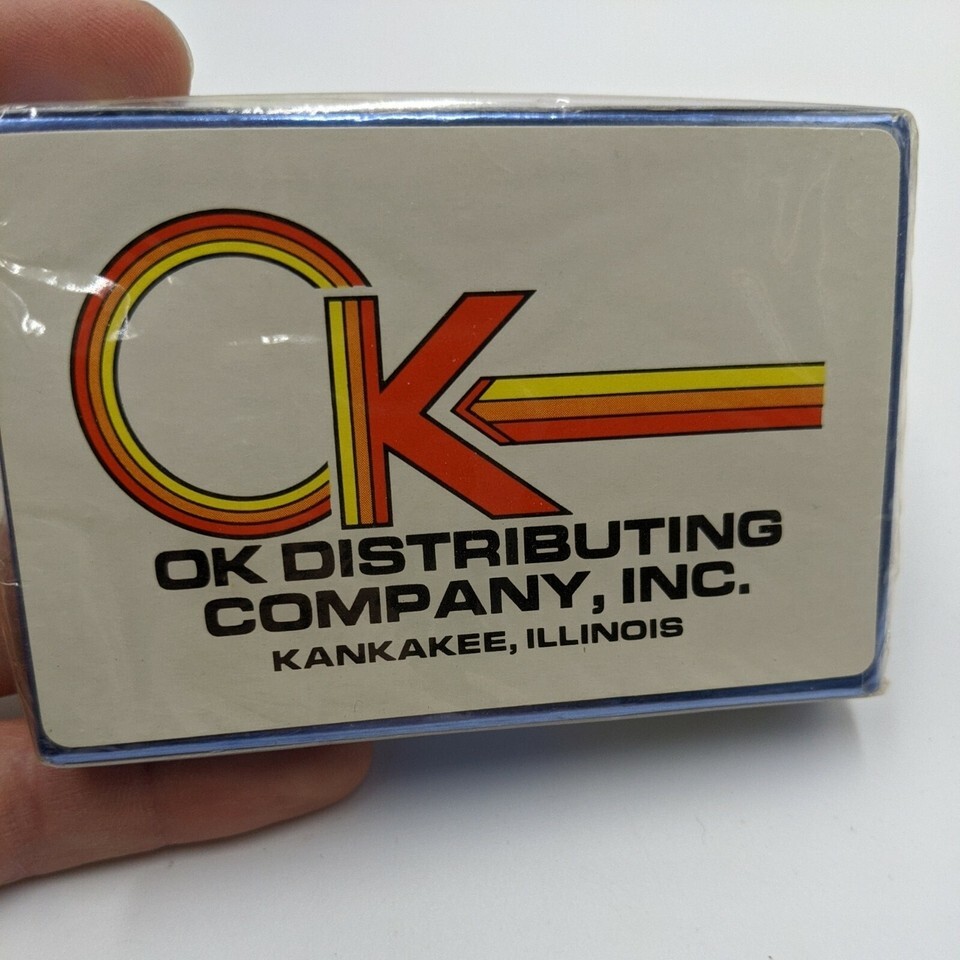 OK
OK DISTRIBUTING
COMPANY, INC.
KANKAKEE, ILLINOIS